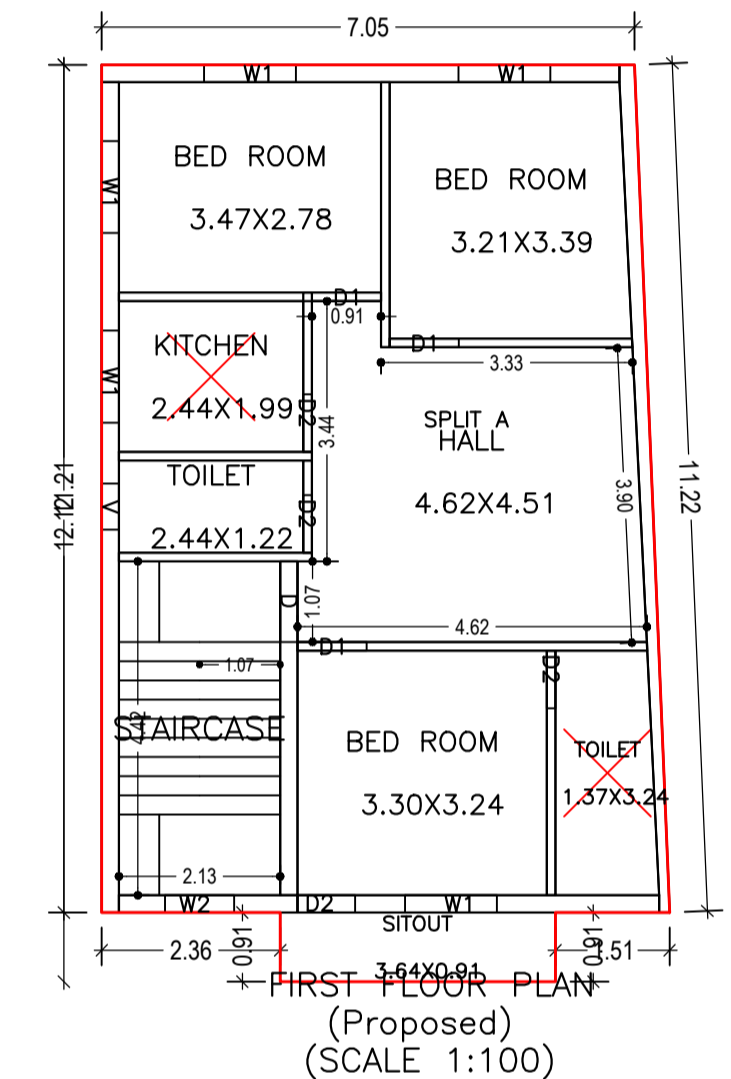 7.05
W1 W1
BED ROOM
3.47X2.78
BED ROOM
3.21X3.39
W1
D1
0.91
D1
3.33
KITCHEN
2.44X1.99
W1
D2
3.44
SPLIT A
HALL
4.62X4.51
3.90
11.22
11.21
TOILET
2.44X1.22
V
D2
D
1.07
4.62
D1
D2
1.07
STAIRCASE
BED ROOM
3.30X3.24
TOILET
1.37X3.24
2.13
W2 D2 W1
SITOUT
3.64X0.91
2.36
0.91
0.91
1.51
FIRST FLOOR PLAN
(Proposed)
(SCALE 1:100)